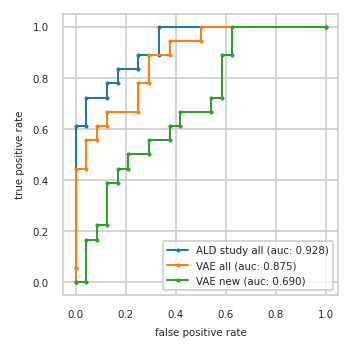 true positive rate
1.0
0.8
0.6
0.4
0.2
0.0
ALD study all (auc: 0.928)
VAE all (auc: 0.875)
VAE new (auc: 0.690)
0.0 0.2 0.4 0.6 0.8 1.0
false positive rate